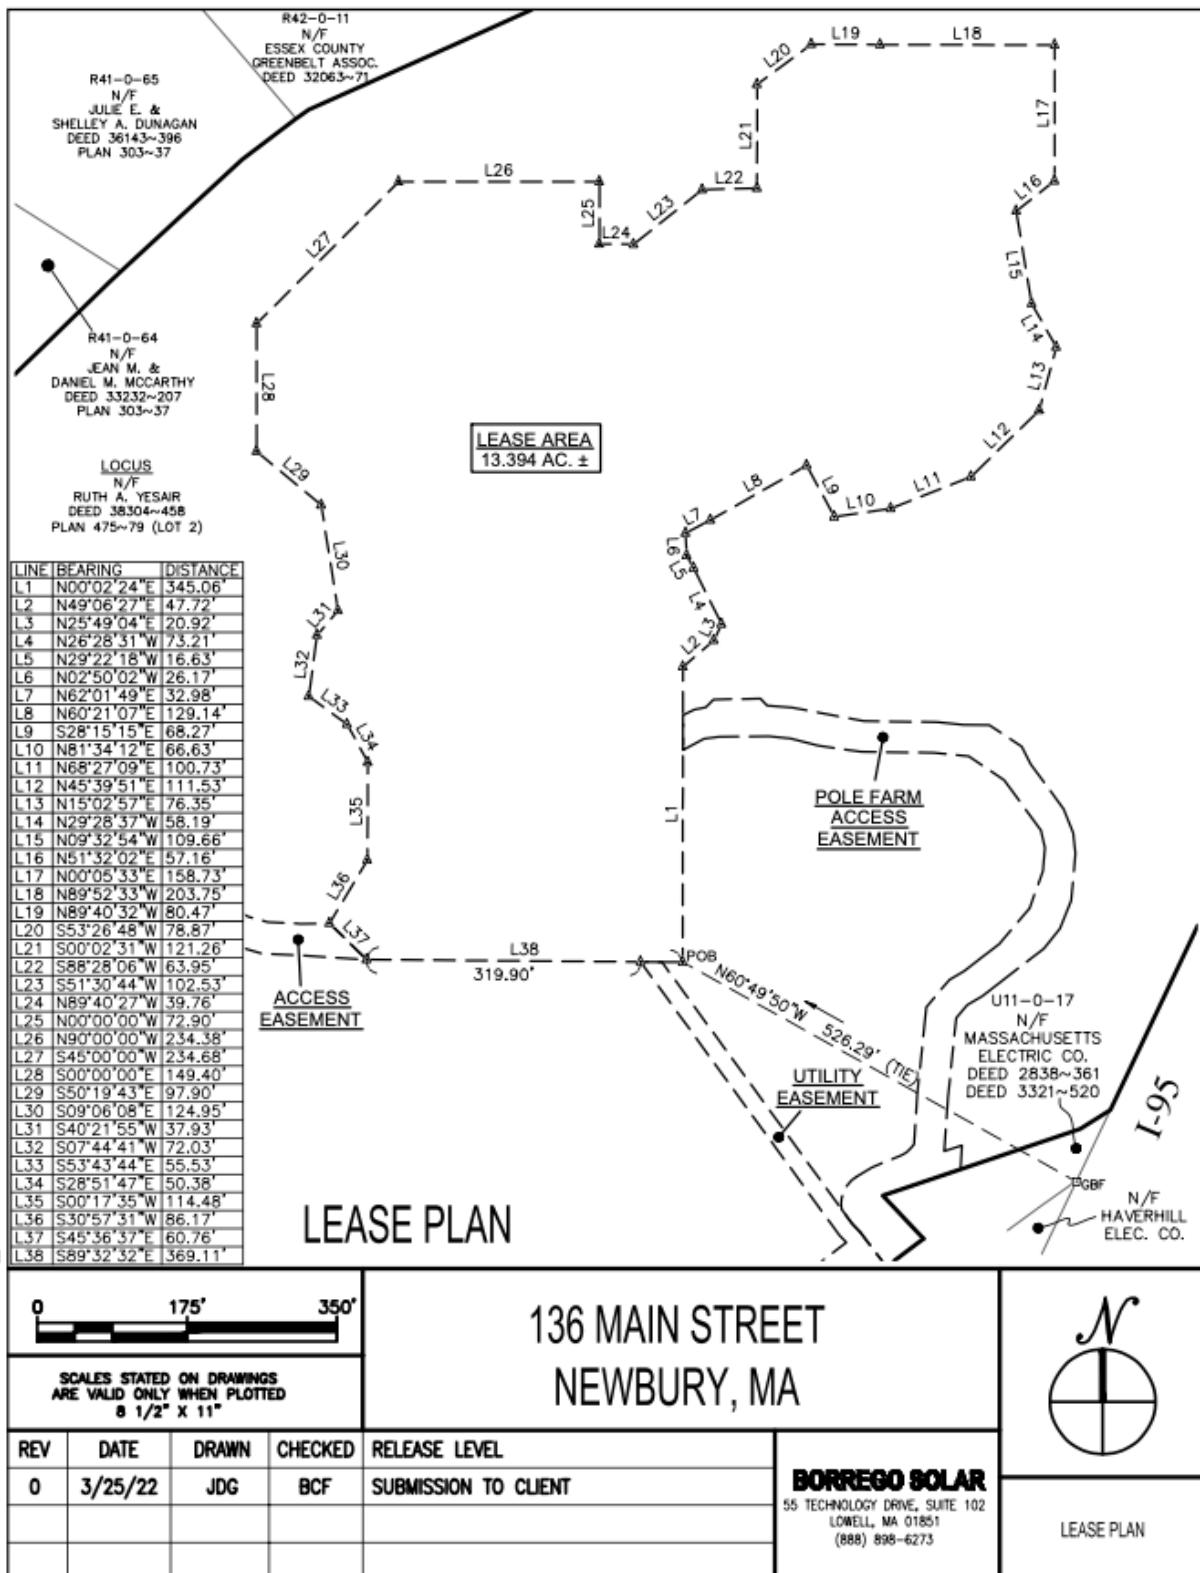 R42-0-11
N/F
ESSEX COUNTY
GREENBELT ASSOC.
DEED 32063~71
R41-0-65
N/F
JULIE E. &
SHELLEY A. DUNAGAN
DEED 36143~396
PLAN 303~37
R41-0-64
N/F
JEAN M. &
DANIEL M. MCCARTHY
DEED 33232~207
PLAN 303~37
LOCUS
N/F
RUTH A. YESAIR
DEED 38304~458
PLAN 475~79 (LOT 2)
L20
L19
L18
L17
L21
L16
L22
L23
L26
L25
L24
L27
L15
L14
L13
L28
L12
LEASE AREA
13.394 AC. ±
L29
L8
L9
L10
L11
L7
L6
L5
L30
L4
L31
L3
L2
L32
L33
L34
L35
L1
L36
L37
L38
319.90'
POB
POLE FARM
ACCESS
EASEMENT
ACCESS
EASEMENT
N60°49'50"W 526.29' (TIE)
UTILITY
EASEMENT
U11-0-17
N/F
MASSACHUSETTS
ELECTRIC CO.
DEED 2838~361
DEED 3321~520
I-95
GBF
N/F
HAVERHILL
ELEC. CO.
LINE BEARING DISTANCE
L1 N00°02'24"E 345.06'
L2 N49°06'27"E 47.72'
L3 N25°49'04"E 20.92'
L4 N26°28'31"W 73.21'
L5 N29°22'18"W 16.63'
L6 N02°50'02"W 26.17'
L7 N62°01'49"E 32.98'
L8 N60°21'07"E 129.14'
L9 S28°15'15"E 68.27'
L10 N81°34'12"E 66.63'
L11 N68°27'09"E 100.73'
L12 N45°39'51"E 111.53'
L13 N15°02'57"E 76.35'
L14 N29°28'37"W 58.19'
L15 N09°32'54"W 109.66'
L16 N51°32'02"E 57.16'
L17 N00°05'33"E 158.73'
L18 N89°52'33"W 203.75'
L19 N89°40'32"W 80.47'
L20 S53°26'48"W 78.87'
L21 S00°02'31"W 121.26'
L22 S88°28'06"W 63.95'
L23 S51°30'44"W 102.53'
L24 N89°40'27"W 39.76'
L25 N00°00'00"W 72.90'
L26 N90°00'00"W 234.38'
L27 S45°00'00"W 234.68'
L28 S00°00'00"E 149.40'
L29 S50°19'43"E 97.90'
L30 S09°06'08"E 124.95'
L31 S40°21'55"W 37.93'
L32 S07°44'41"W 72.03'
L33 S53°43'44"E 55.53'
L34 S28°51'47"E 50.38'
L35 S00°17'35"W 114.48'
L36 S30°57'31"W 86.17'
L37 S45°36'37"E 60.76'
L38 S89°32'32"E 369.11'
LEASE PLAN
0 175' 350'
SCALES STATED ON DRAWINGS
ARE VALID ONLY WHEN PLOTTED
8 1/2" X 11"
136 MAIN STREET
NEWBURY, MA
N
REV DATE DRAWN CHECKED RELEASE LEVEL
0 3/25/22 JDG BCF SUBMISSION TO CLIENT
BORREGO SOLAR
55 TECHNOLOGY DRIVE, SUITE 102
LOWELL, MA 01851
(888) 898-6273
LEASE PLAN